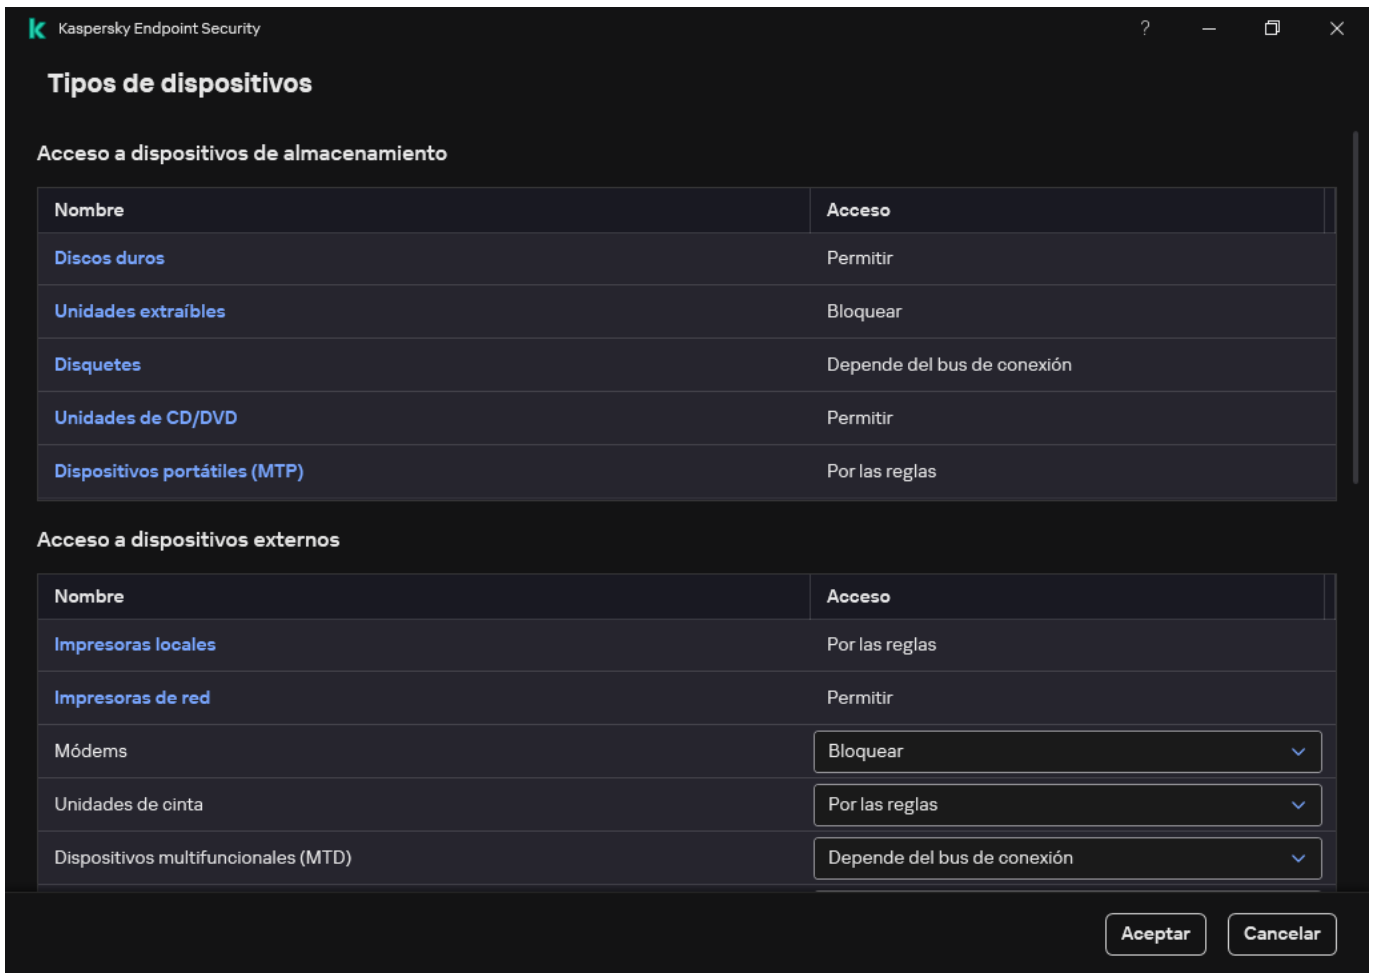 Kaspersky Endpoint Security
?
Tipos de dispositivos
Acceso a dispositivos de almacenamiento
Nombre Acceso
Discos duros Permitir
Unidades extraíbles Bloquear
Disquetes Depende del bus de conexión
Unidades de CD/DVD Permitir
Dispositivos portátiles (MTP) Por las reglas
Acceso a dispositivos externos
Nombre Acceso
Impresoras locales Por las reglas
Impresoras de red Permitir
Módems Bloquear
Unidades de cinta Por las reglas
Dispositivos multifuncionales (MTD) Depende del bus de conexión
Aceptar Cancelar